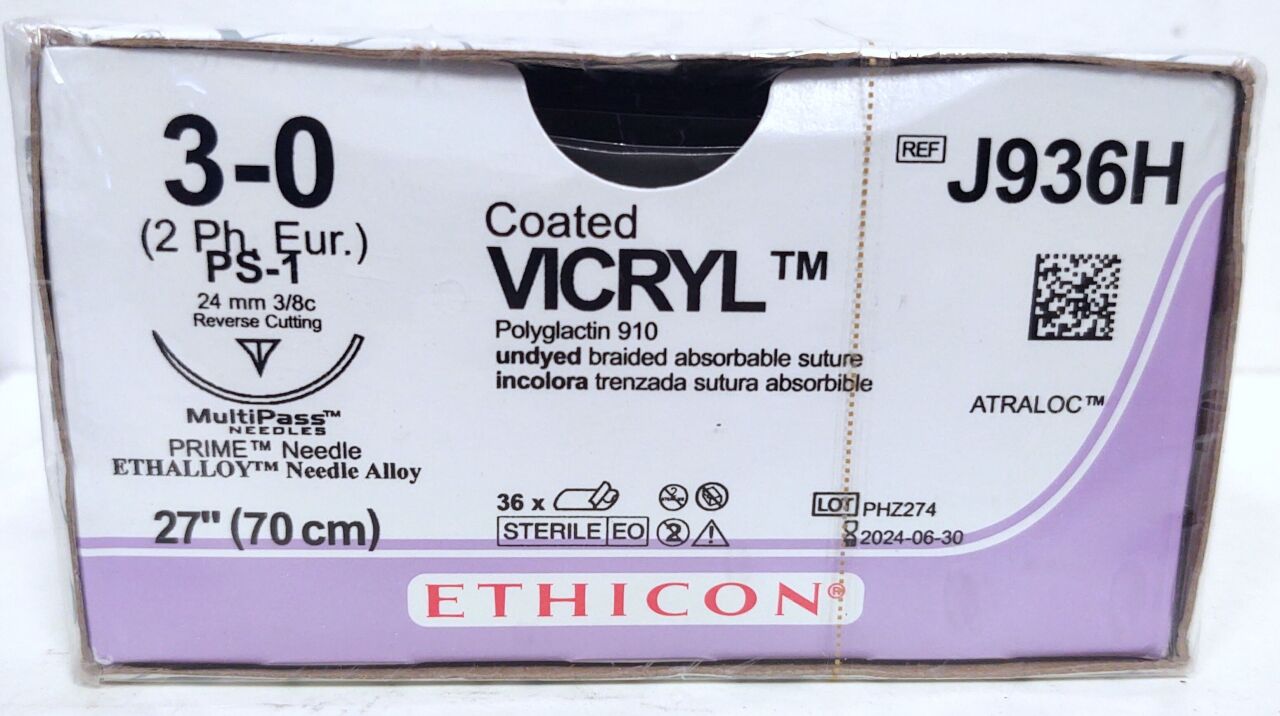 3-0
(2 Ph. Eur.)
PS-1
24 mm 3/8c
Reverse Cutting
MultiPass™
NEEDLES
PRIME™ Needle
ETHALLOY™ Needle Alloy
27" (70 cm)
Coated
VICRYL™
Polyglactin 910
undyed braided absorbable suture
incolora trenzada sutura absorbible
36 x
STERILE EO
REF J936H
ATRALOC™
LOT PHZ274
2024-06-30
ETHICON®